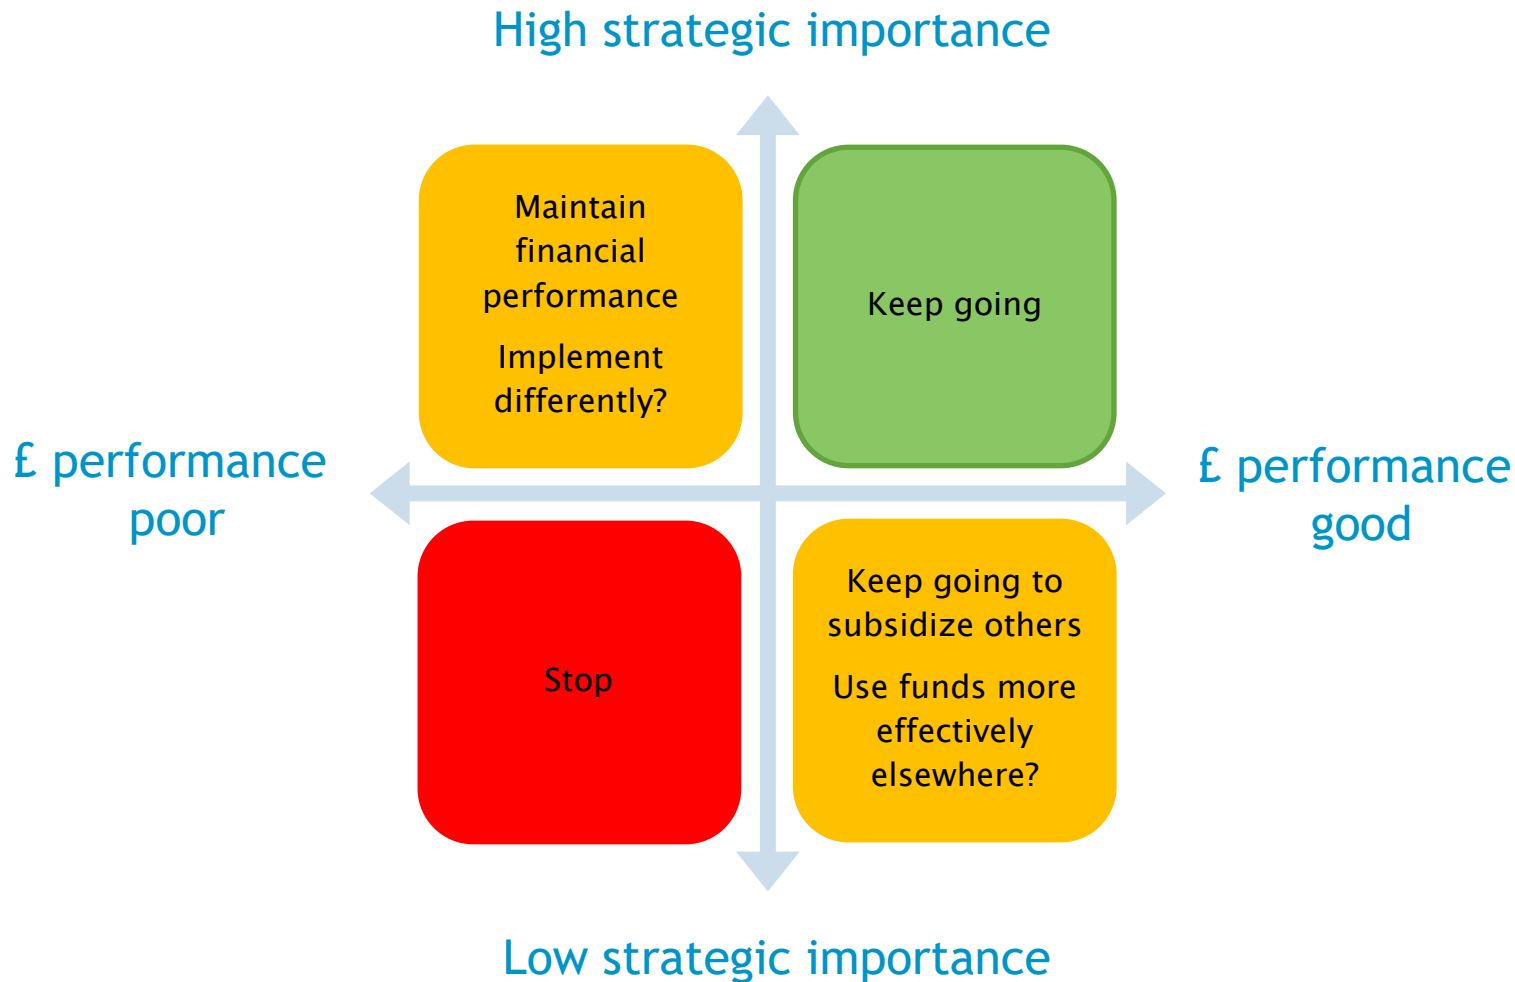 High strategic importance
Maintain
financial
performance
Implement
differently?
Keep going
£ performance
poor
£ performance
good
Stop
Keep going to
subsidize others
Use funds more
effectively
elsewhere?
Low strategic importance